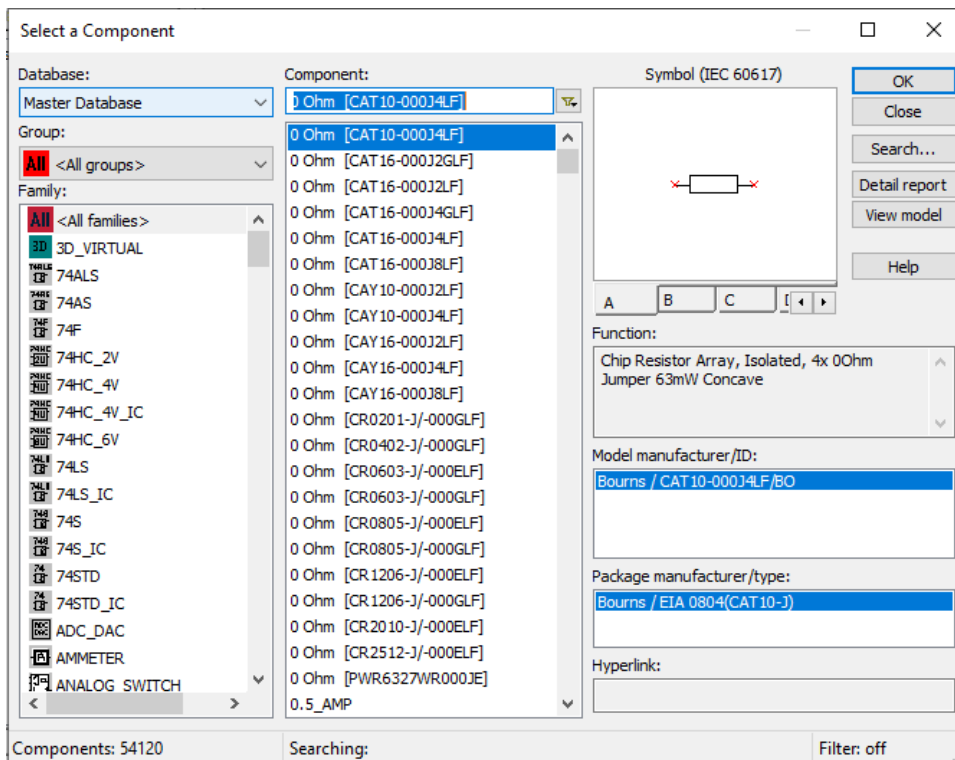 Select a Component
Database:
Master Database
Group:
All <All groups>
Family:
All <All families>
3D 3D_VIRTUAL
74ALS
74AS
74F
74HC_2V
74HC_4V
74HC_4V_IC
74HC_6V
74LS
74LS_IC
74S
74S_IC
74STD
74STD_IC
ADC_DAC
AMMETER
ANALOG_SWITCH
Component:
0 Ohm [CAT10-000J4LF]
0 Ohm [CAT10-000J4LF]
0 Ohm [CAT16-000J2GLF]
0 Ohm [CAT16-000J2LF]
0 Ohm [CAT16-000J4GLF]
0 Ohm [CAT16-000J4LF]
0 Ohm [CAT16-000J8LF]
0 Ohm [CAY10-000J2LF]
0 Ohm [CAY10-000J4LF]
0 Ohm [CAY16-000J2LF]
0 Ohm [CAY16-000J4LF]
0 Ohm [CAY16-000J8LF]
0 Ohm [CR0201-J/-000GLF]
0 Ohm [CR0402-J/-000GLF]
0 Ohm [CR0603-J/-000ELF]
0 Ohm [CR0603-J/-000GLF]
0 Ohm [CR0805-J/-000ELF]
0 Ohm [CR0805-J/-000GLF]
0 Ohm [CR1206-J/-000ELF]
0 Ohm [CR1206-J/-000GLF]
0 Ohm [CR2010-J/-000ELF]
0 Ohm [CR2512-J/-000ELF]
0 Ohm [PWR6327WR000JE]
0.5_AMP
Symbol (IEC 60617)
A B C
Function:
Chip Resistor Array, Isolated, 4x 0Ohm
Jumper 63mW Concave
Model manufacturer/ID:
Bourns / CAT10-000J4LF/BO
Package manufacturer/type:
Bourns / EIA 0804(CAT10-J)
Hyperlink:
OK
Close
Search...
Detail report
View model
Help
Components: 54120
Searching:
Filter: off